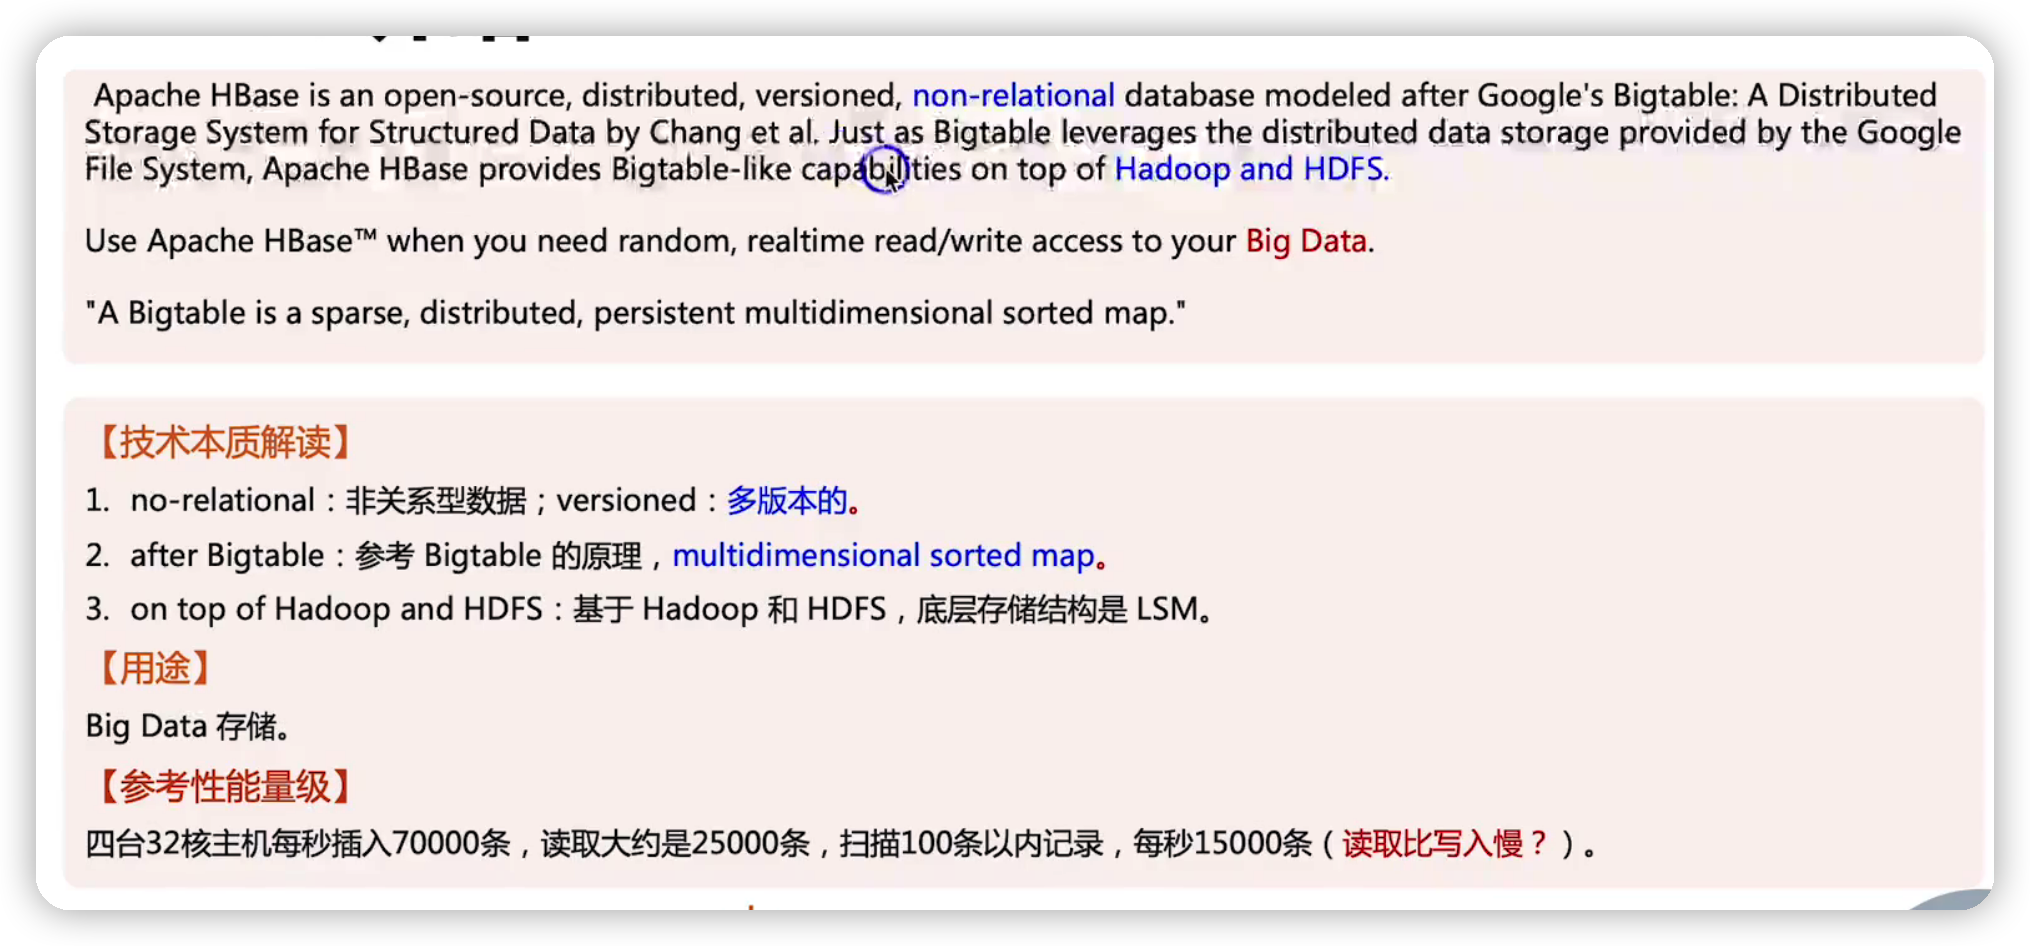 Apache HBase is an open-source, distributed, versioned, non-relational database modeled after Google's Bigtable: A Distributed
Storage System for Structured Data by Chang et al. Just as Bigtable leverages the distributed data storage provided by the Google
File System, Apache HBase provides Bigtable-like capabilities on top of Hadoop and HDFS.
Use Apache HBase™ when you need random, realtime read/write access to your Big Data.
"A Bigtable is a sparse, distributed, persistent multidimensional sorted map."
【技术本质解读】
1. no-relational：非关系型数据；versioned：多版本的。
2. after Bigtable：参考 Bigtable 的原理，multidimensional sorted map。
3. on top of Hadoop and HDFS：基于 Hadoop 和 HDFS，底层存储结构是 LSM。
【用途】
Big Data 存储。
【参考性能量级】
四台32核主机每秒插入70000条，读取大约是25000条，扫描100条以内记录，每秒15000条（读取比写入慢？）。